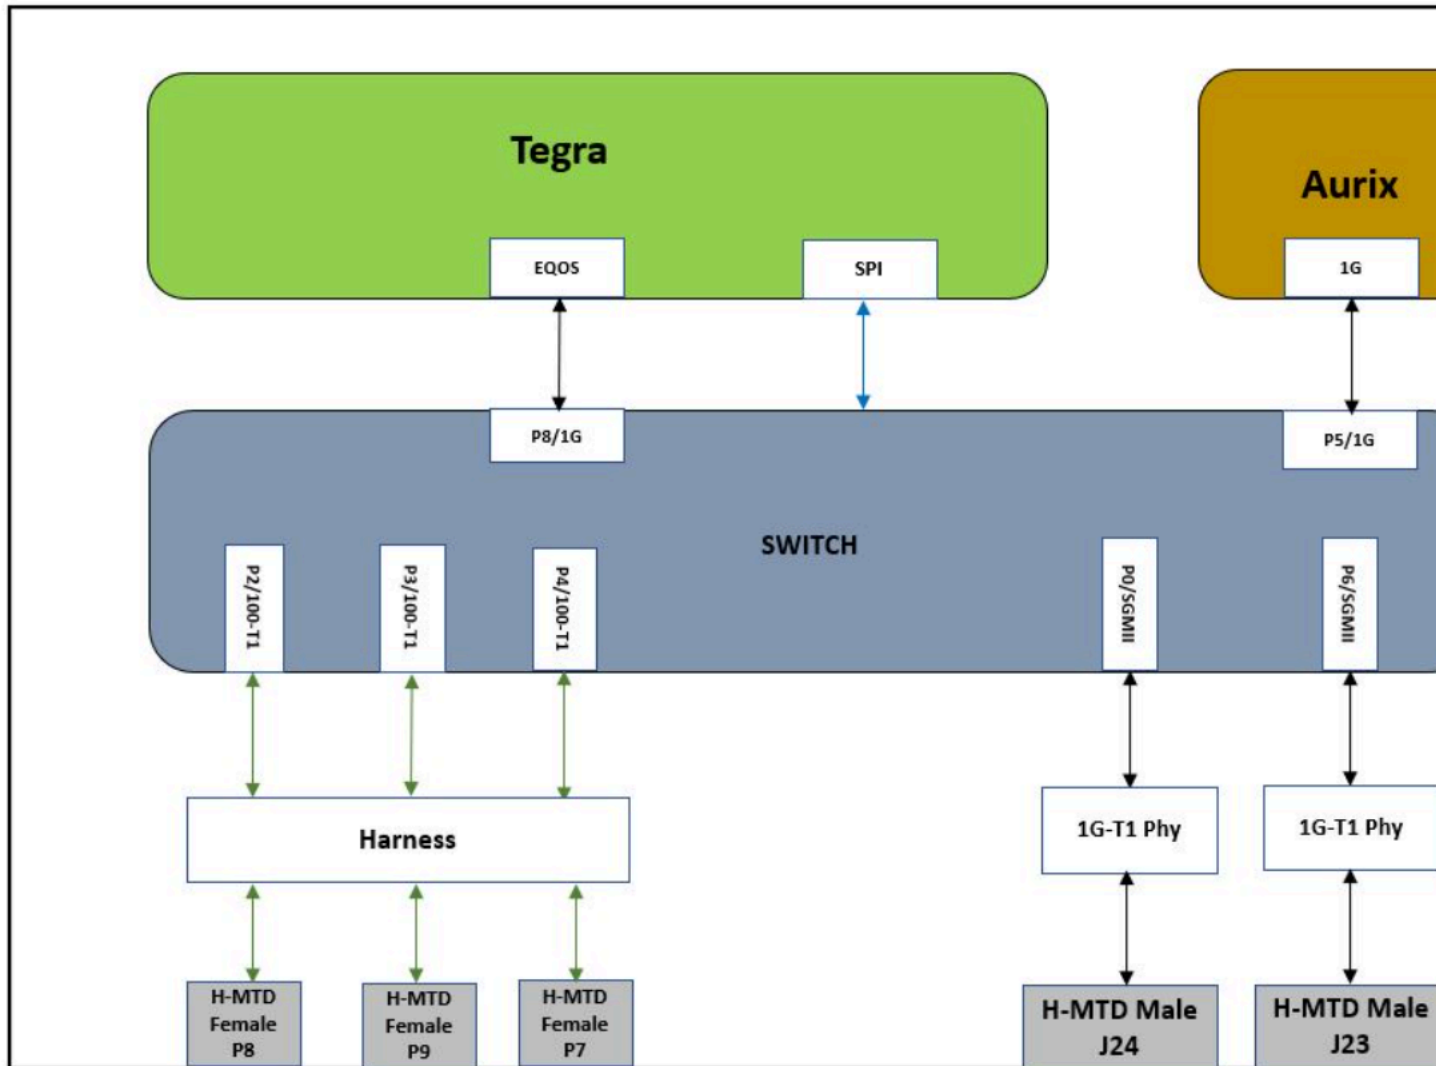 Tegra
Aurix
EQOS
SPI
1G
P8/1G
P5/1G
SWITCH
P2/100-T1
P3/100-T1
P4/100-T1
P0/SGMII
P6/SGMII
Harness
1G-T1 Phy
1G-T1 Phy
H-MTD
Female
P8
H-MTD
Female
P9
H-MTD
Female
P7
H-MTD Male
J24
H-MTD Male
J23